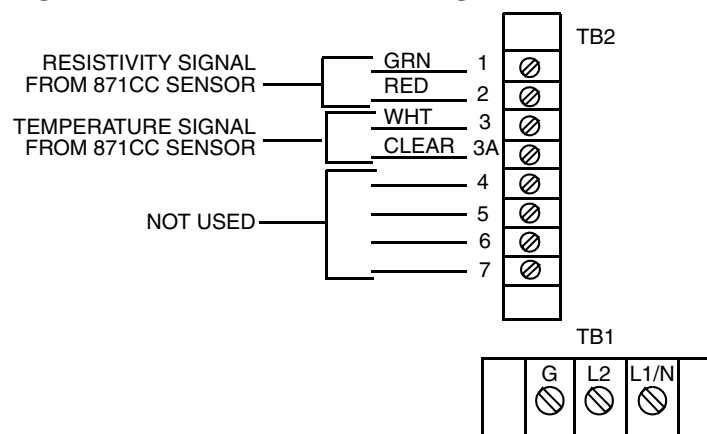 TB2
RESISTIVITY SIGNAL
FROM 871CC SENSOR
GRN 1
RED 2
TEMPERATURE SIGNAL
FROM 871CC SENSOR
WHT 3
CLEAR 3A
NOT USED
4
5
6
7
TB1
G L2 L1/N